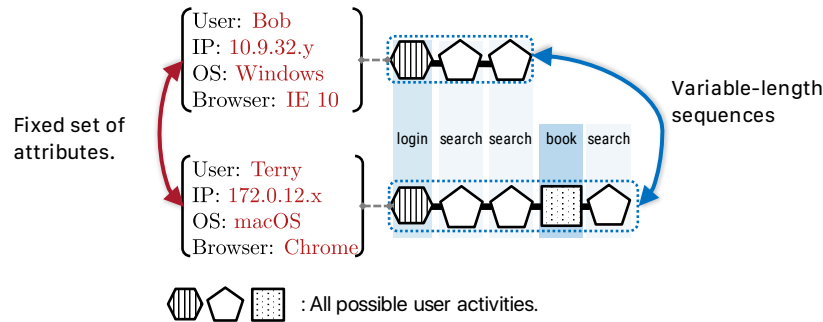 User: Bob
IP: 10.9.32.y
OS: Windows
Browser: IE 10
Variable-length
sequences
Fixed set of
attributes.
login search search book search
User: Terry
IP: 172.0.12.x
OS: macOS
Browser: Chrome
: All possible user activities.